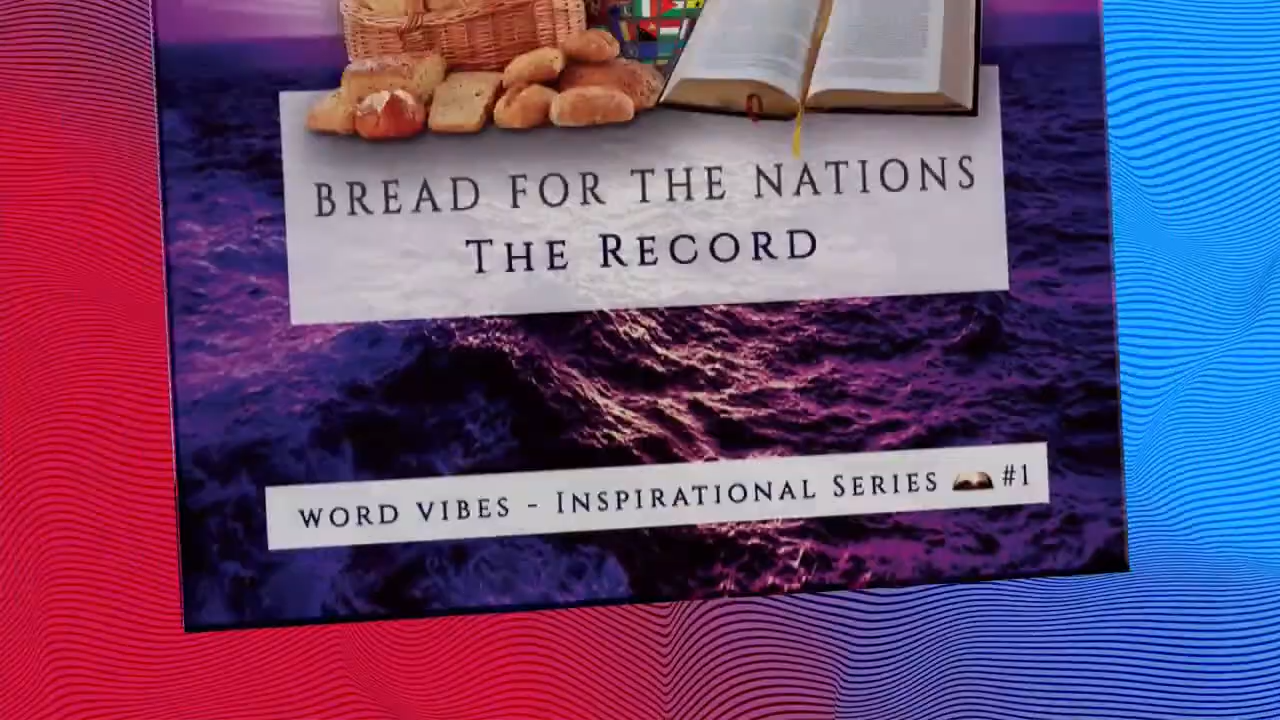 BREAD FOR THE NATIONS
THE RECORD
WORD VIBES - INSPIRATIONAL SERIES #1